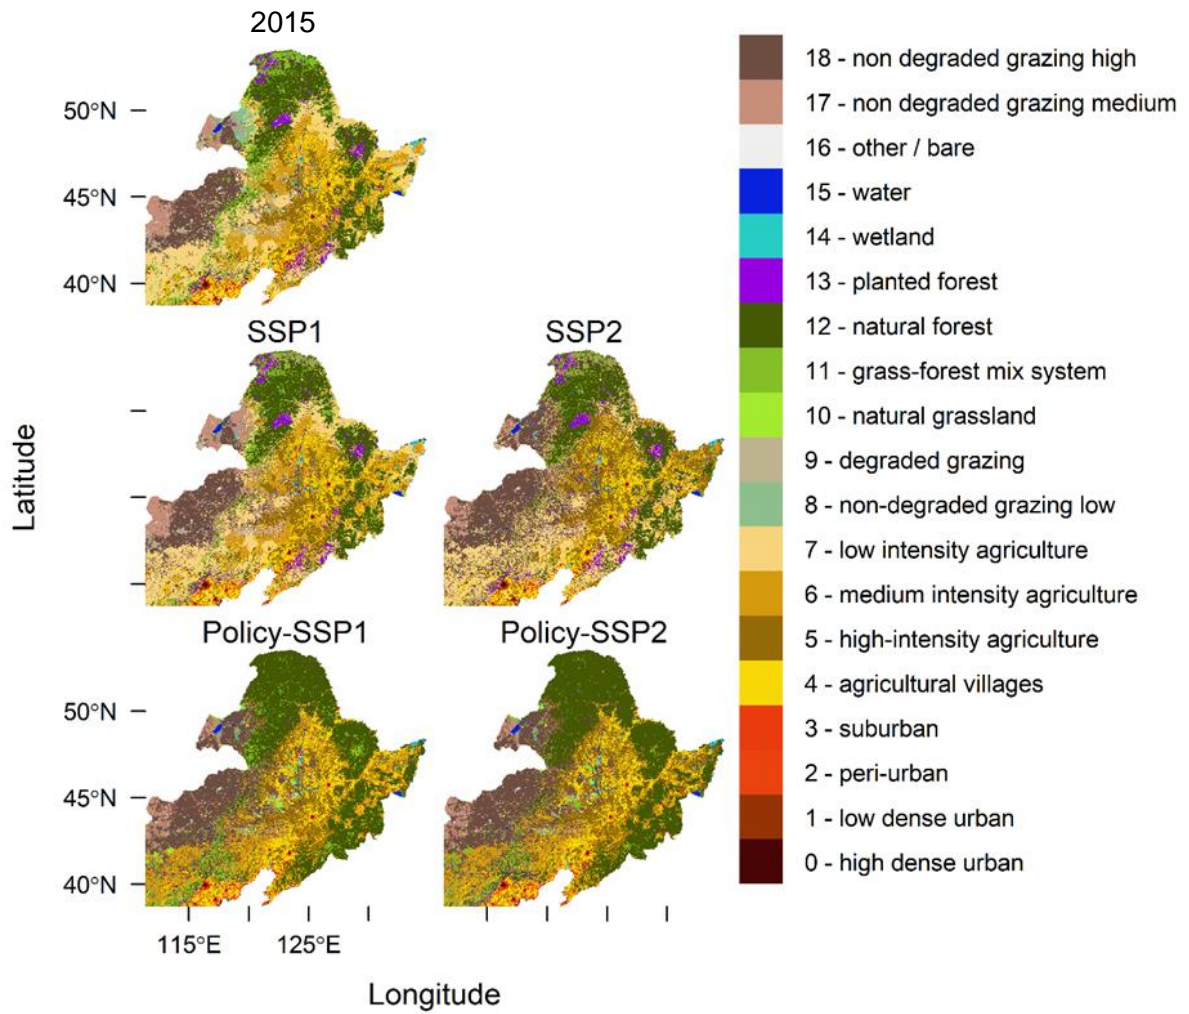 2015
50°N
45°N
40°N
SSP1
SSP2
Policy-SSP1
Policy-SSP2
50°N
45°N
40°N
115°E
125°E
Latitude
Longitude
18 - non degraded grazing high
17 - non degraded grazing medium
16 - other / bare
15 - water
14 - wetland
13 - planted forest
12 - natural forest
11 - grass-forest mix system
10 - natural grassland
9 - degraded grazing
8 - non-degraded grazing low
7 - low intensity agriculture
6 - medium intensity agriculture
5 - high-intensity agriculture
4 - agricultural villages
3 - suburban
2 - peri-urban
1 - low dense urban
0 - high dense urban